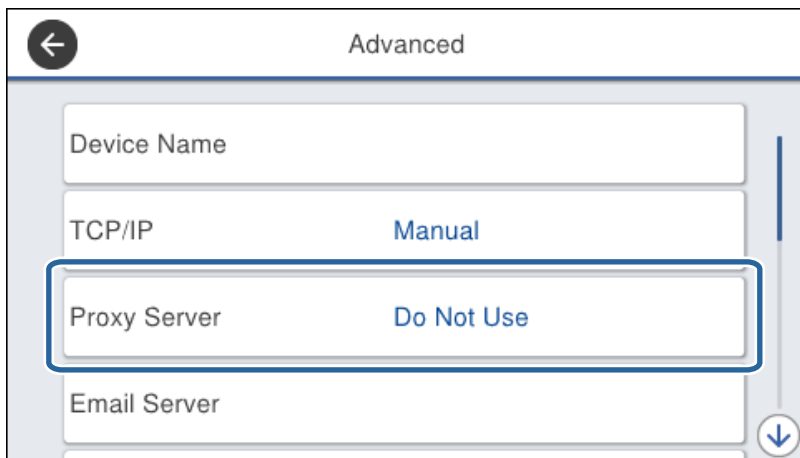 Advanced
Device Name
TCP/IP Manual
Proxy Server Do Not Use
Email Server